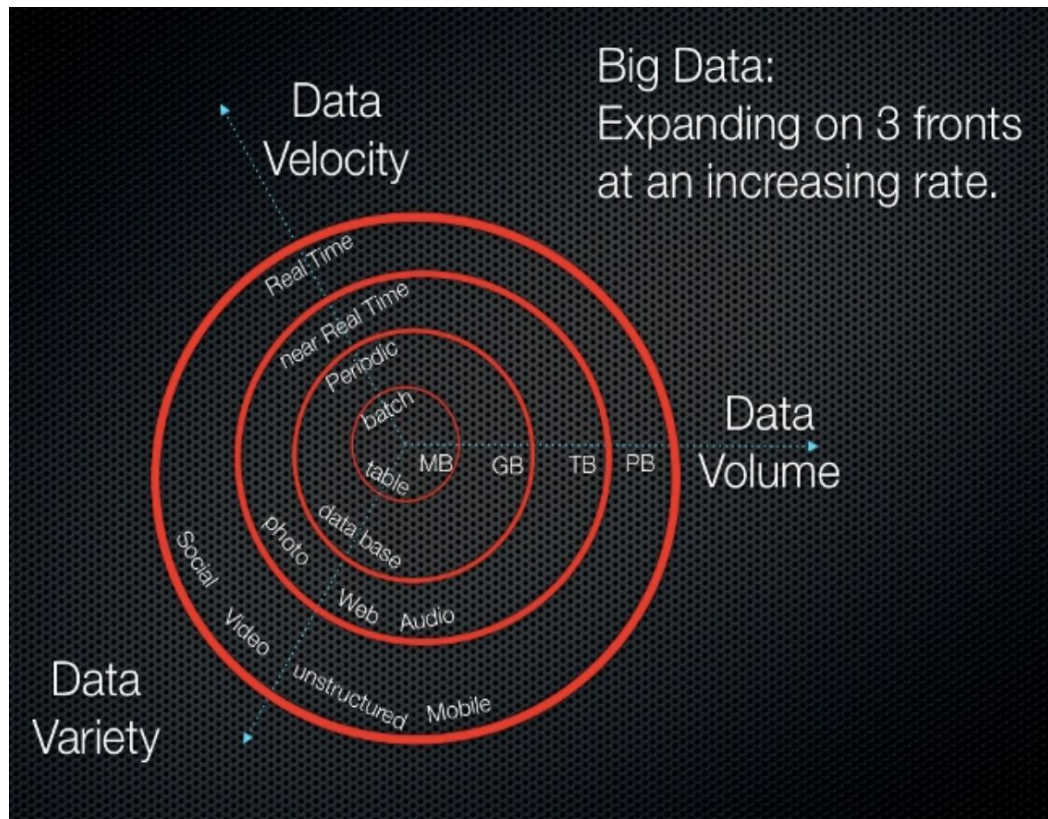 Big Data:
Expanding on 3 fronts
at an increasing rate.
Data
Velocity
Real Time
near Real Time
Periodic
batch
Data
Volume
MB GB TB PB
table
data base
photo
Web Audio
Social
Video
unstructured
Mobile
Data
Variety